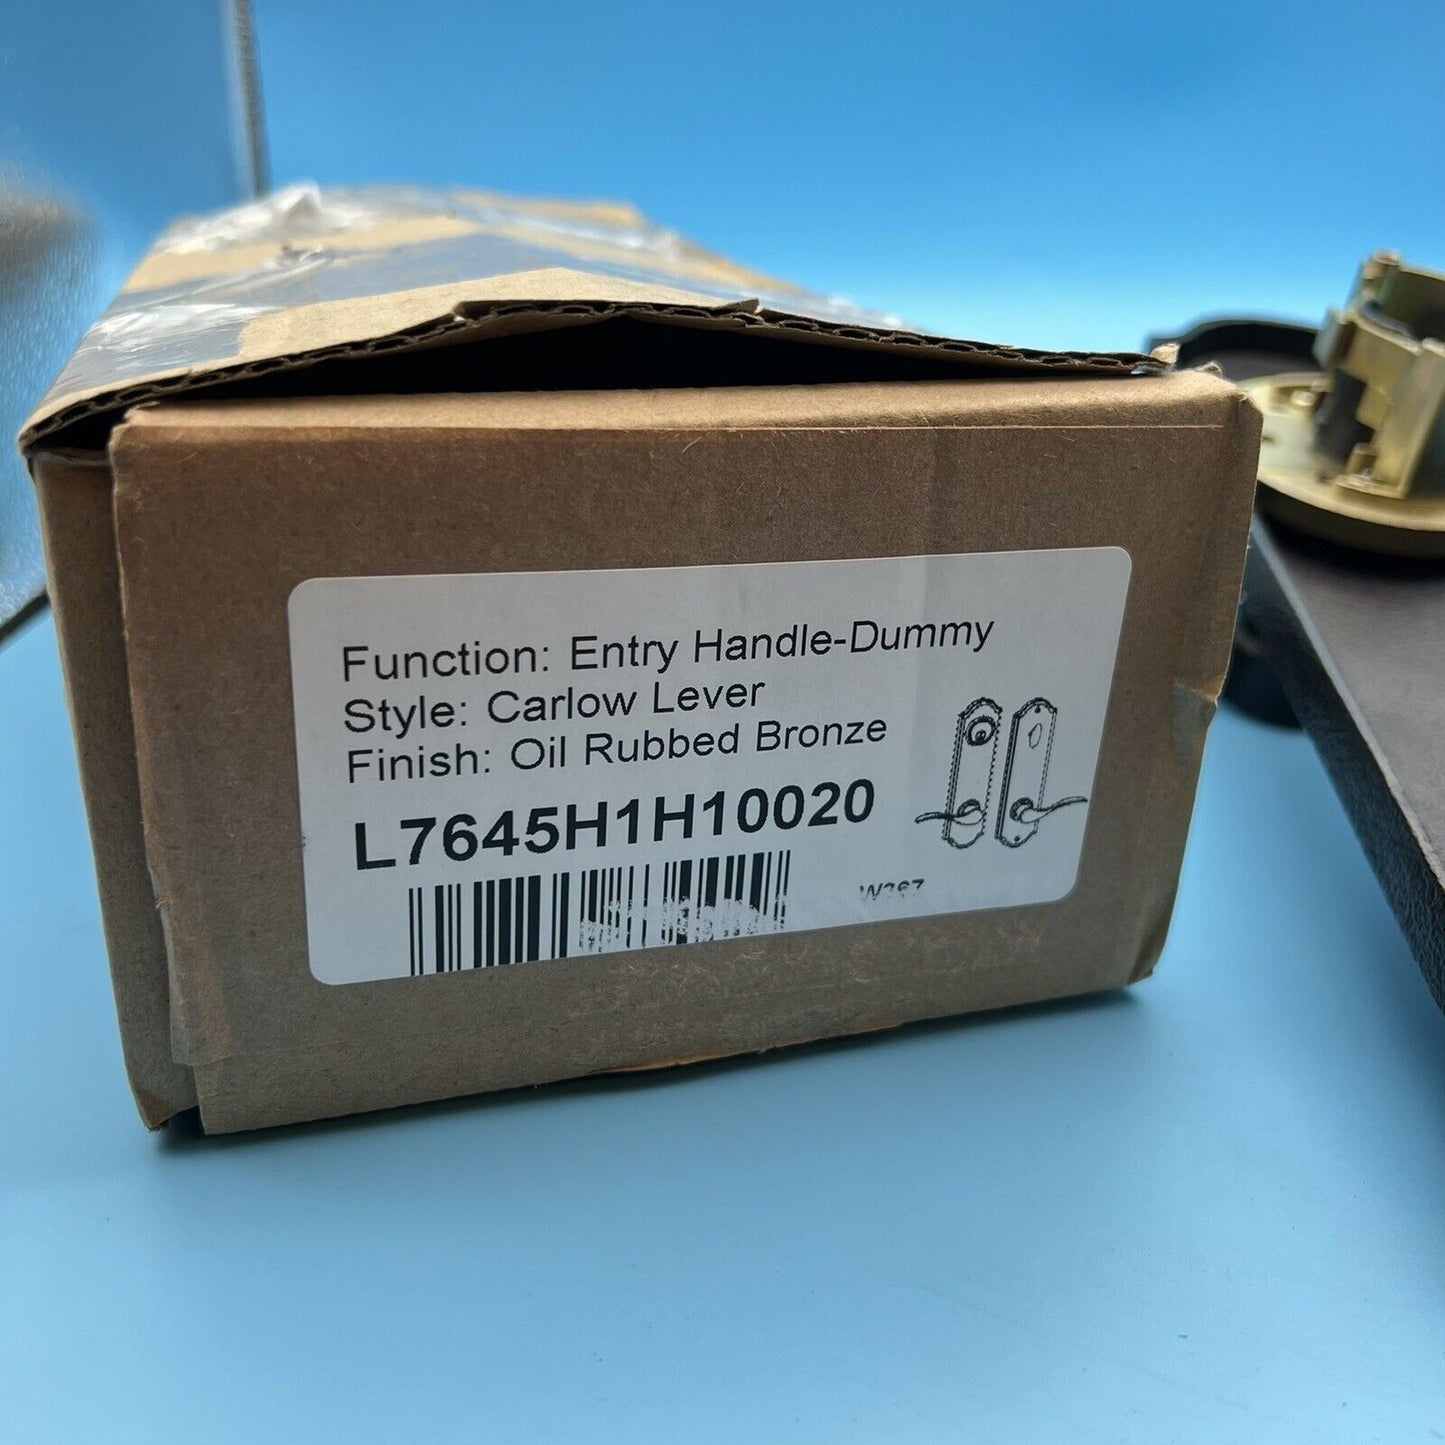 Function: Entry Handle-Dummy
Style: Carlow Lever
Finish: Oil Rubbed Bronze
L7645H1H10020